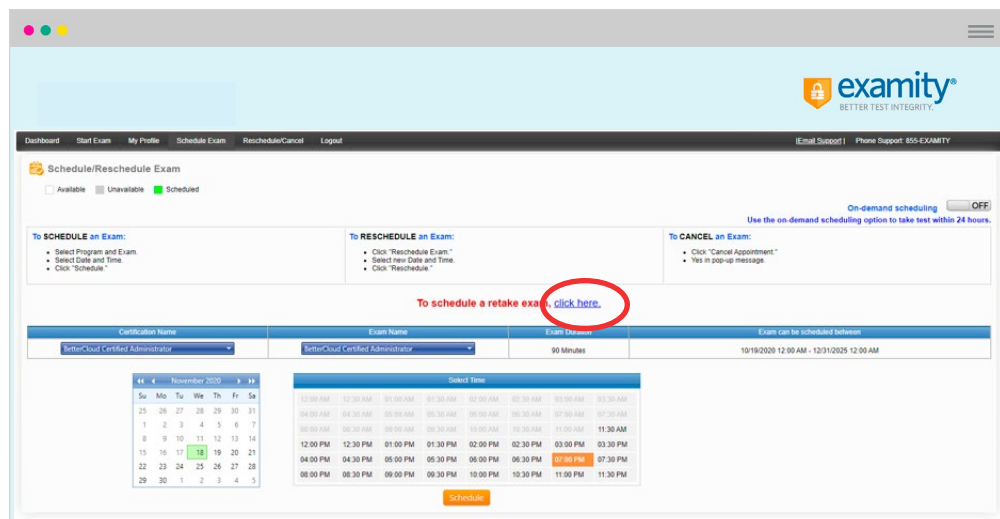 examity®
BETTER TEST INTEGRITY.
Dashboard Start Exam My Profile Schedule Exam Reschedule/Cancel Logout |Email Support| Phone Support: 855-EXAMITY
Schedule/Reschedule Exam
Available Unavailable Scheduled
On-demand scheduling OFF
Use the on-demand scheduling option to take test within 24 hours.
To SCHEDULE an Exam:
• Select Program and Exam.
• Select Date and Time.
• Click "Schedule."
To RESCHEDULE an Exam:
• Click "Reschedule Exam."
• Select new Date and Time.
• Click "Reschedule."
To CANCEL an Exam:
• Click "Cancel Appointment."
• Yes in pop-up message.
To schedule a retake exam, click here.
Certification Name Exam Name Exam Duration Exam can be scheduled between
BetterCloud Certified Administrator BetterCloud Certified Administrator 90 Minutes 10/19/2020 12:00 AM - 12/31/2025 12:00 AM
November 2020
Su Mo Tu We Th Fr Sa
25 26 27 28 29 30 31
1 2 3 4 5 6 7
8 9 10 11 12 13 14
15 16 17 18 19 20 21
22 23 24 25 26 27 28
29 30 1 2 3 4 5
Select Time
12:00 AM 12:30 AM 01:00 AM 01:30 AM 02:00 AM 02:30 AM 03:00 AM 03:30 AM
04:00 AM 04:30 AM 05:00 AM 05:30 AM 06:00 AM 06:30 AM 07:00 AM 07:30 AM
08:00 AM 08:30 AM 09:00 AM 09:30 AM 10:00 AM 10:30 AM 11:00 AM 11:30 AM
12:00 PM 12:30 PM 01:00 PM 01:30 PM 02:00 PM 02:30 PM 03:00 PM 03:30 PM
04:00 PM 04:30 PM 05:00 PM 05:30 PM 06:00 PM 06:30 PM 07:00 PM 07:30 PM
08:00 PM 08:30 PM 09:00 PM 09:30 PM 10:00 PM 10:30 PM 11:00 PM 11:30 PM
Schedule